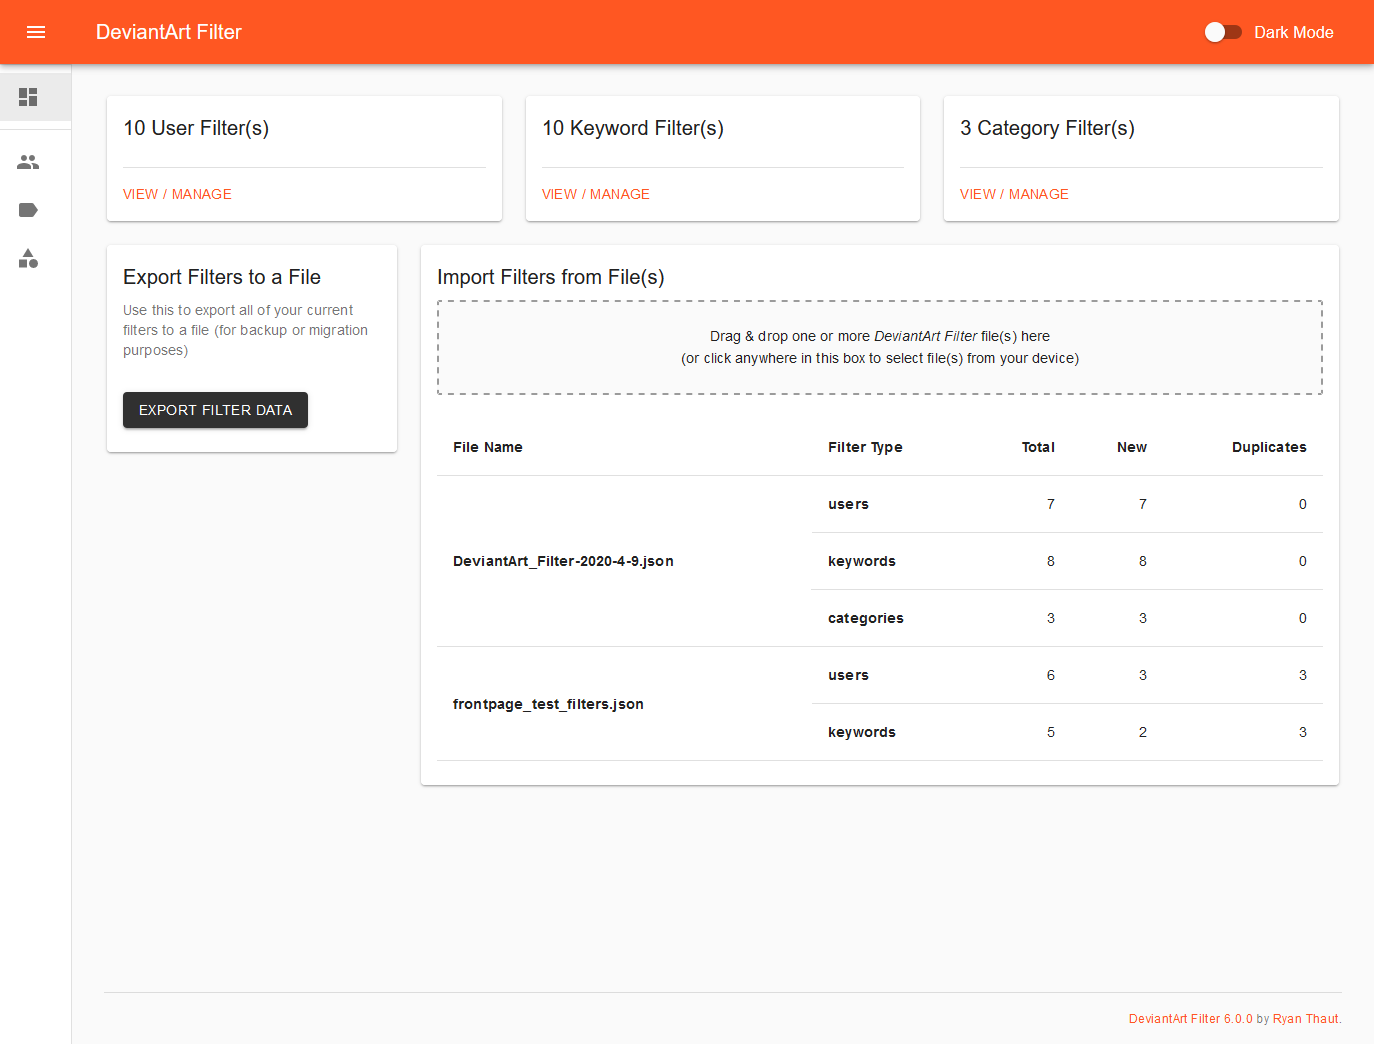 DeviantArt Filter
Dark Mode
10 User Filter(s)
VIEW / MANAGE
10 Keyword Filter(s)
VIEW / MANAGE
3 Category Filter(s)
VIEW / MANAGE
Export Filters to a File
Use this to export all of your current
filters to a file (for backup or migration
purposes)
EXPORT FILTER DATA
Import Filters from File(s)
Drag & drop one or more DeviantArt Filter file(s) here
(or click anywhere in this box to select file(s) from your device)
File Name Filter Type Total New Duplicates
users 7 7 0
DeviantArt_Filter-2020-4-9.json keywords 8 8 0
categories 3 3 0
users 6 3 3
frontpage_test_filters.json
keywords 5 2 3
DeviantArt Filter 6.0.0 by Ryan Thaut.